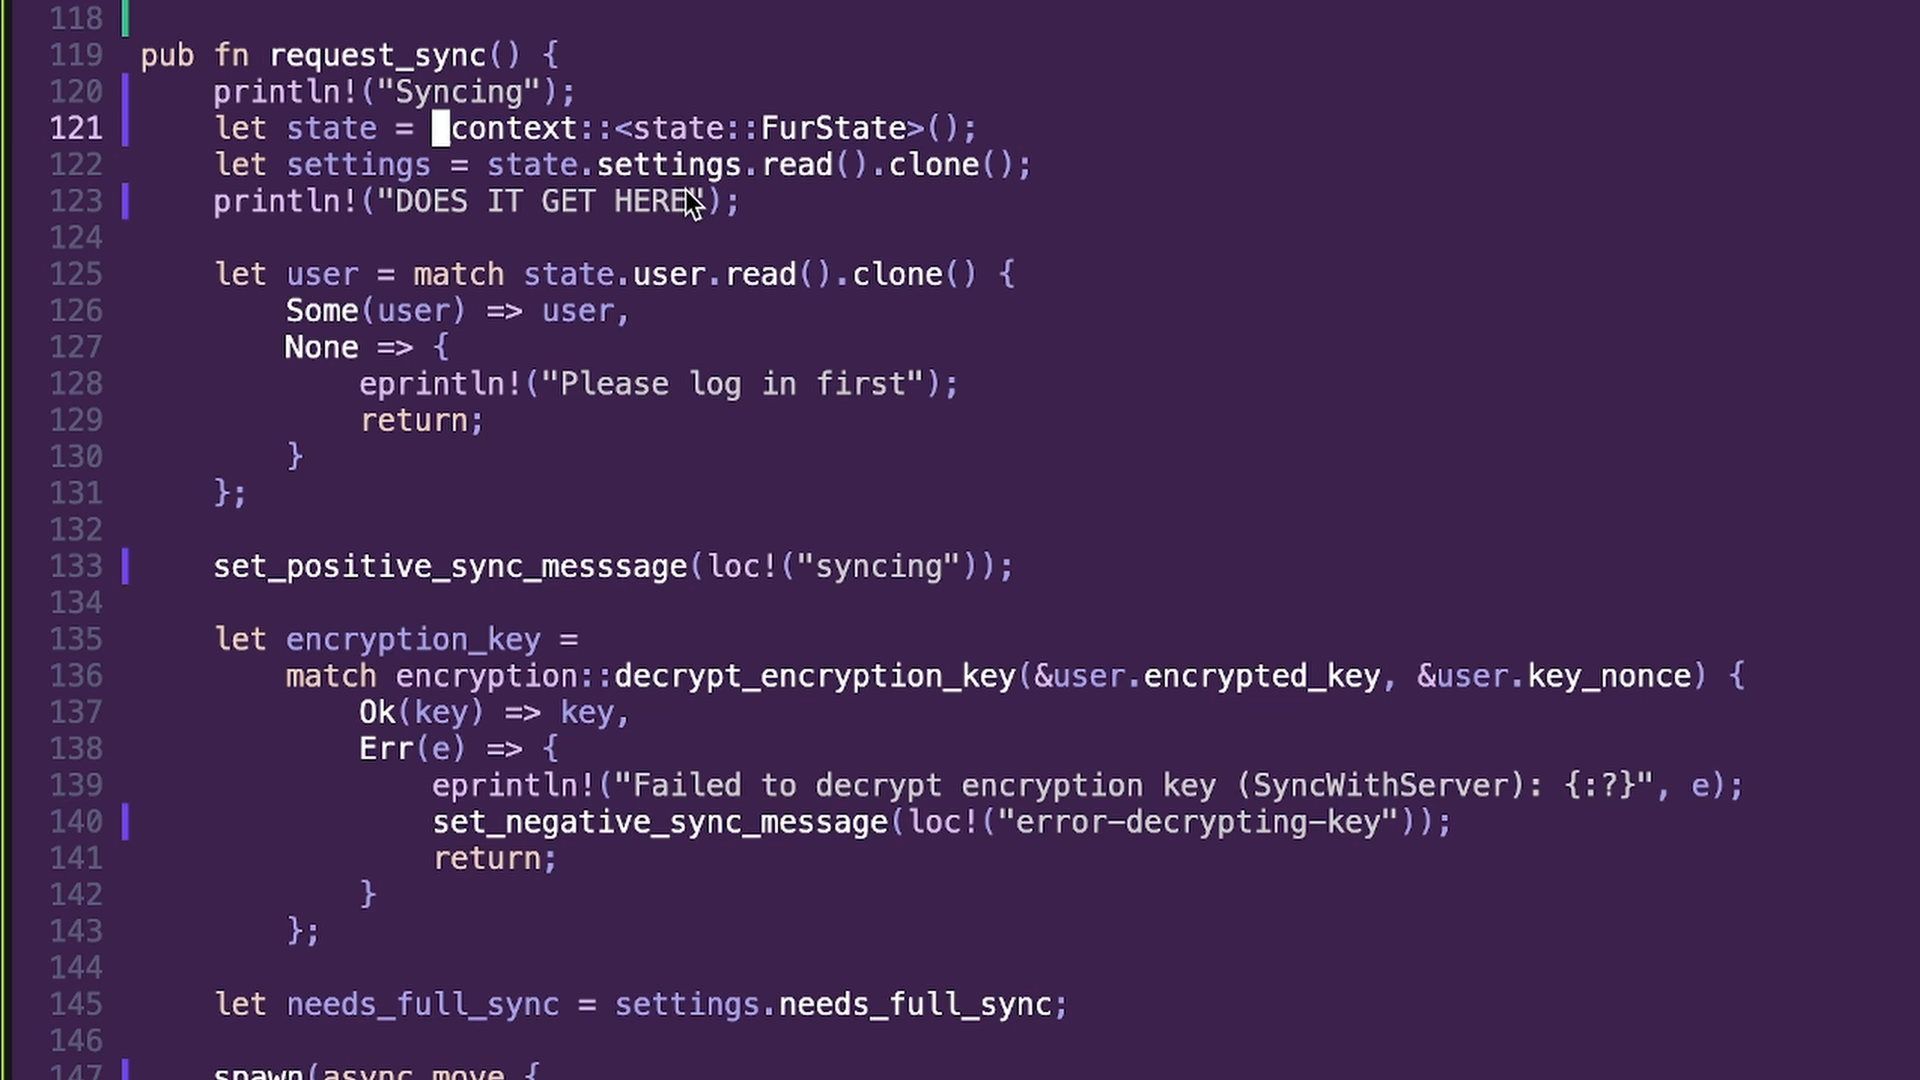 118
119 pub fn request_sync() {
120     println!("Syncing");
121     let state = context::<state::FurState>();
122     let settings = state.settings.read().clone();
123     println!("DOES IT GET HERE");
124
125     let user = match state.user.read().clone() {
126         Some(user) => user,
127         None => {
128             eprintln!("Please log in first");
129             return;
130         }
131     };
132
133     set_positive_sync_messsage(loc!("syncing"));
134
135     let encryption_key =
136         match encryption::decrypt_encryption_key(&user.encrypted_key, &user.key_nonce) {
137             Ok(key) => key,
138             Err(e) => {
139                 eprintln!("Failed to decrypt encryption key (SyncWithServer): {:?}", e);
140                 set_negative_sync_message(loc!("error-decrypting-key"));
141                 return;
142             }
143         };
144
145     let needs_full_sync = settings.needs_full_sync;
146
147     spawn(async move {